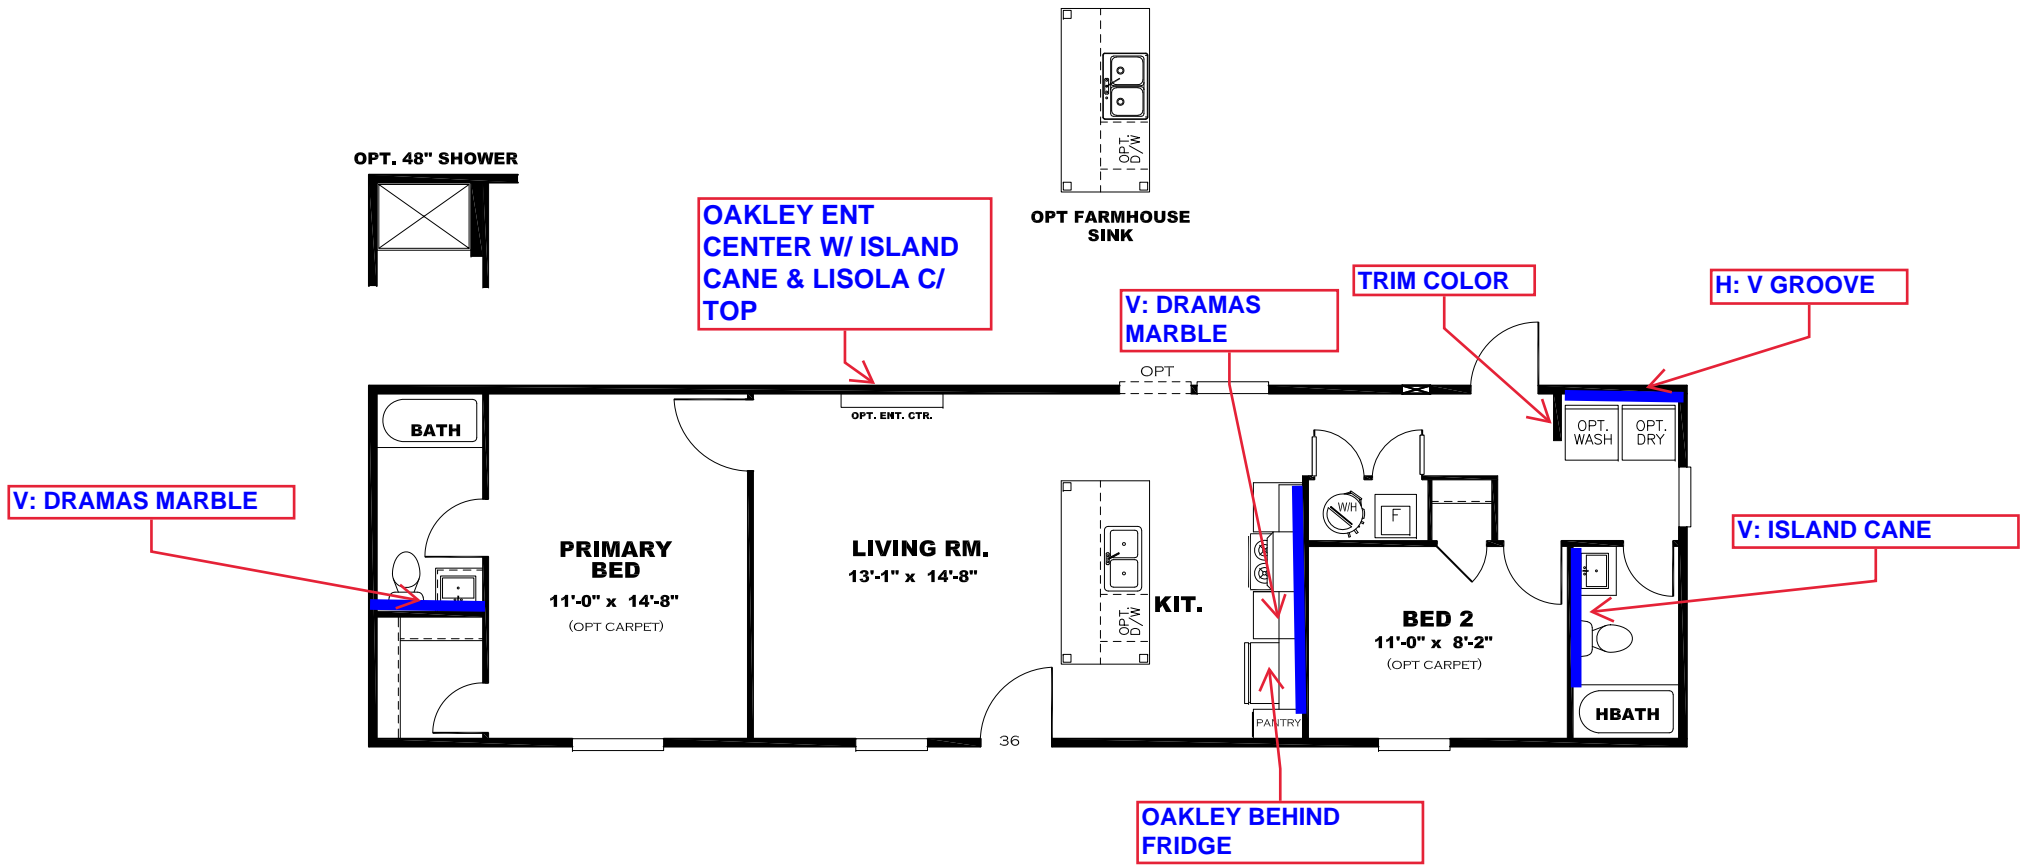 OPT.
D/W
OPT FARMHOUSE
SINK
OPT. 48" SHOWER
OAKLEY ENT
CENTER W/ ISLAND
CANE & LISOLA C/
TOP
V: DRAMAS
MARBLE
TRIM COLOR
H: V GROOVE
OPT
OPT. ENT. CTR.
BATH
OPT.
WASH
OPT.
DRY
V: DRAMAS MARBLE
W/H
F
V: ISLAND CANE
PRIMARY
BED
11'-0" x 14'-8"
(OPT CARPET)
LIVING RM.
13'-1" x 14'-8"
OPT.
D/W
KIT.
BED 2
11'-0" x 8'-2"
(OPT CARPET)
HBATH
PANTRY
36
OAKLEY BEHIND
FRIDGE